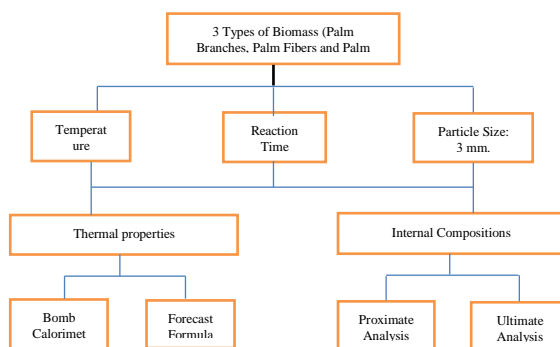 3 Types of Biomass (Palm
Branches, Palm Fibers and Palm
Temperat
ure
Reaction
Time
Particle Size:
3 mm.
Thermal properties
Internal Compositions
Bomb
Calorimet
Forecast
Formula
Proximate
Analysis
Ultimate
Analysis